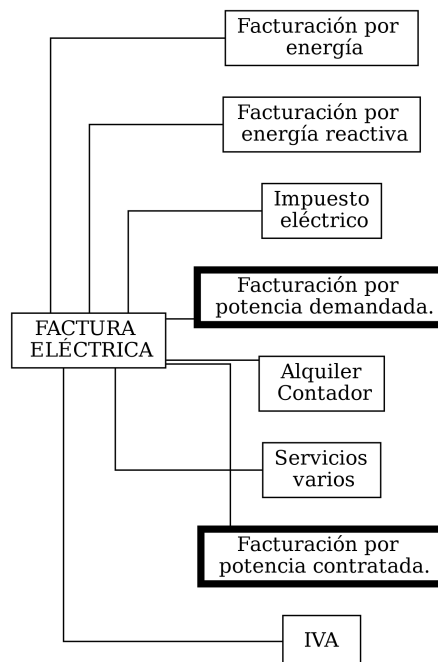 Facturación por
energía
Facturación por
energía reactiva
Impuesto
eléctrico
Facturación por
potencia demandada.
FACTURA
ELÉCTRICA
Alquiler
Contador
Servicios
varios
Facturación por
potencia contratada.
IVA